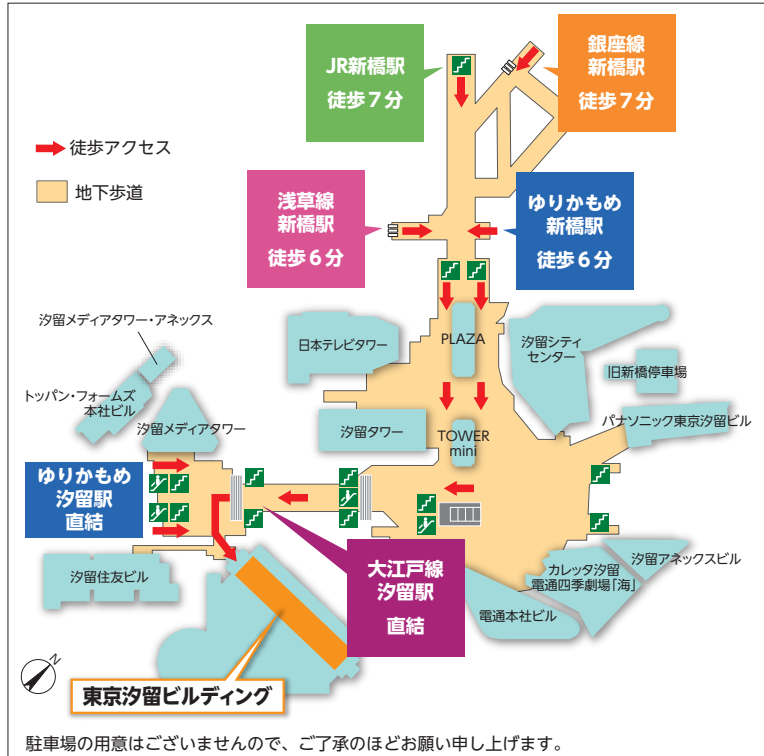 JR新橋駅
徒歩7分
銀座線
新橋駅
徒歩7分
徒歩アクセス
地下歩道
浅草線
新橋駅
徒歩6分
ゆりかもめ
新橋駅
徒歩6分
汐留メディアタワー・アネックス
日本テレビタワー
PLAZA
汐留シティ
センター
旧新橋停車場
トッパン・フォームズ
本社ビル
汐留メディアタワー
汐留タワー
TOWER
mini
パナソニック東京汐留ビル
ゆりかもめ
汐留駅
直結
大江戸線
汐留駅
直結
汐留住友ビル
カレッタ汐留
電通四季劇場「海」
汐留アネックスビル
電通本社ビル
N
東京汐留ビルディング
駐車場の用意はございませんので、ご了承のほどお願い申し上げます。